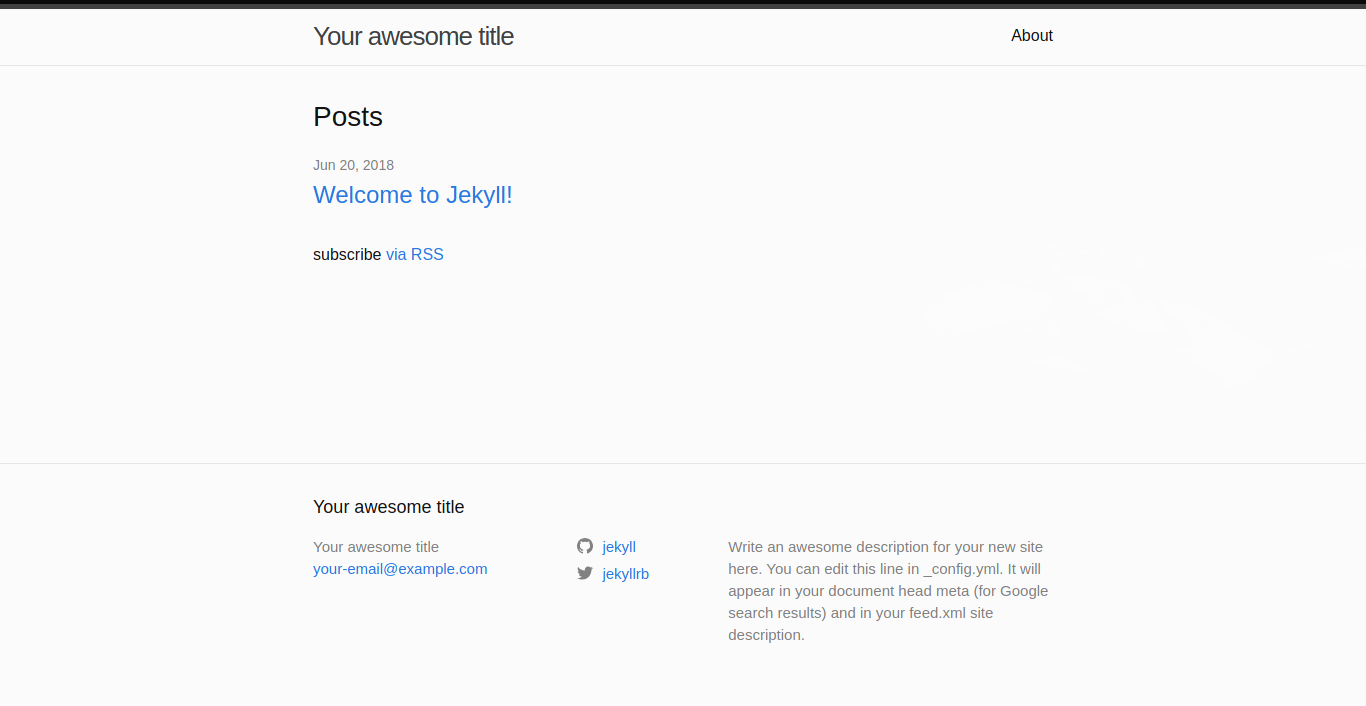 Your awesome title
About
Posts
Jun 20, 2018
Welcome to Jekyll!
subscribe via RSS
Your awesome title
Your awesome title
your-email@example.com
jekyll
jekyllrb
Write an awesome description for your new site
here. You can edit this line in _config.yml. It will
appear in your document head meta (for Google
search results) and in your feed.xml site
description.